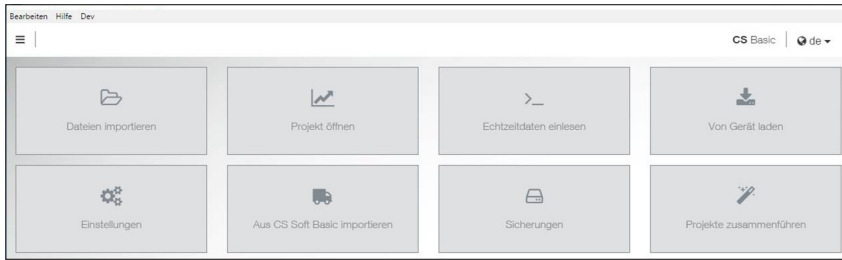 Bearbeiten Hilfe Dev
CS Basic de
Dateien importieren
Projekt öffnen
Echtzeitdaten einlesen
Von Gerät laden
Einstellungen
Aus CS Soft Basic importieren
Sicherungen
Projekte zusammenführen